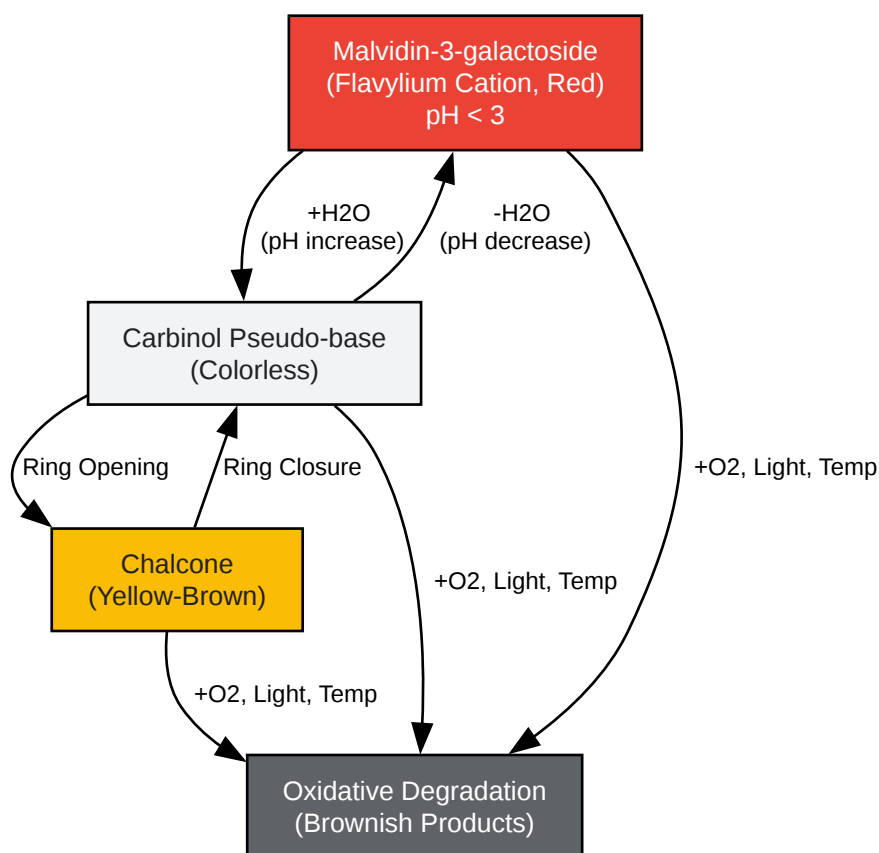 Malvidin-3-galactoside
(Flavylium Cation, Red)
pH < 3
+H2O
(pH increase)
-H2O
(pH decrease)
Carbinol Pseudo-base
(Colorless)
Ring Opening
Ring Closure
+O2, Light, Temp
Chalcone
(Yellow-Brown)
+O2, Light, Temp
+O2, Light, Temp
Oxidative Degradation
(Brownish Products)